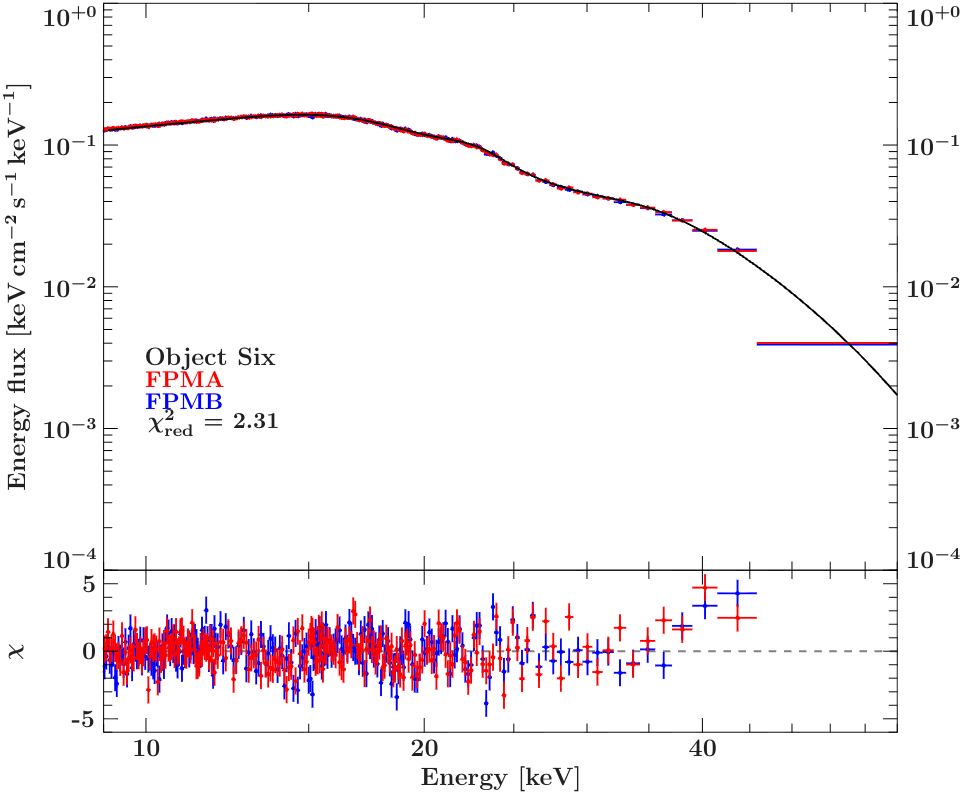 10⁺⁰ 10⁺⁰
10⁻¹ 10⁻¹
10⁻² 10⁻²
10⁻³ 10⁻³
10⁻⁴ 10⁻⁴
Energy flux [keV cm⁻² s⁻¹ keV⁻¹]
Object Six
FPMA
FPMB
χ²red = 2.31
5
0
-5
χ
10 20 40
Energy [keV]